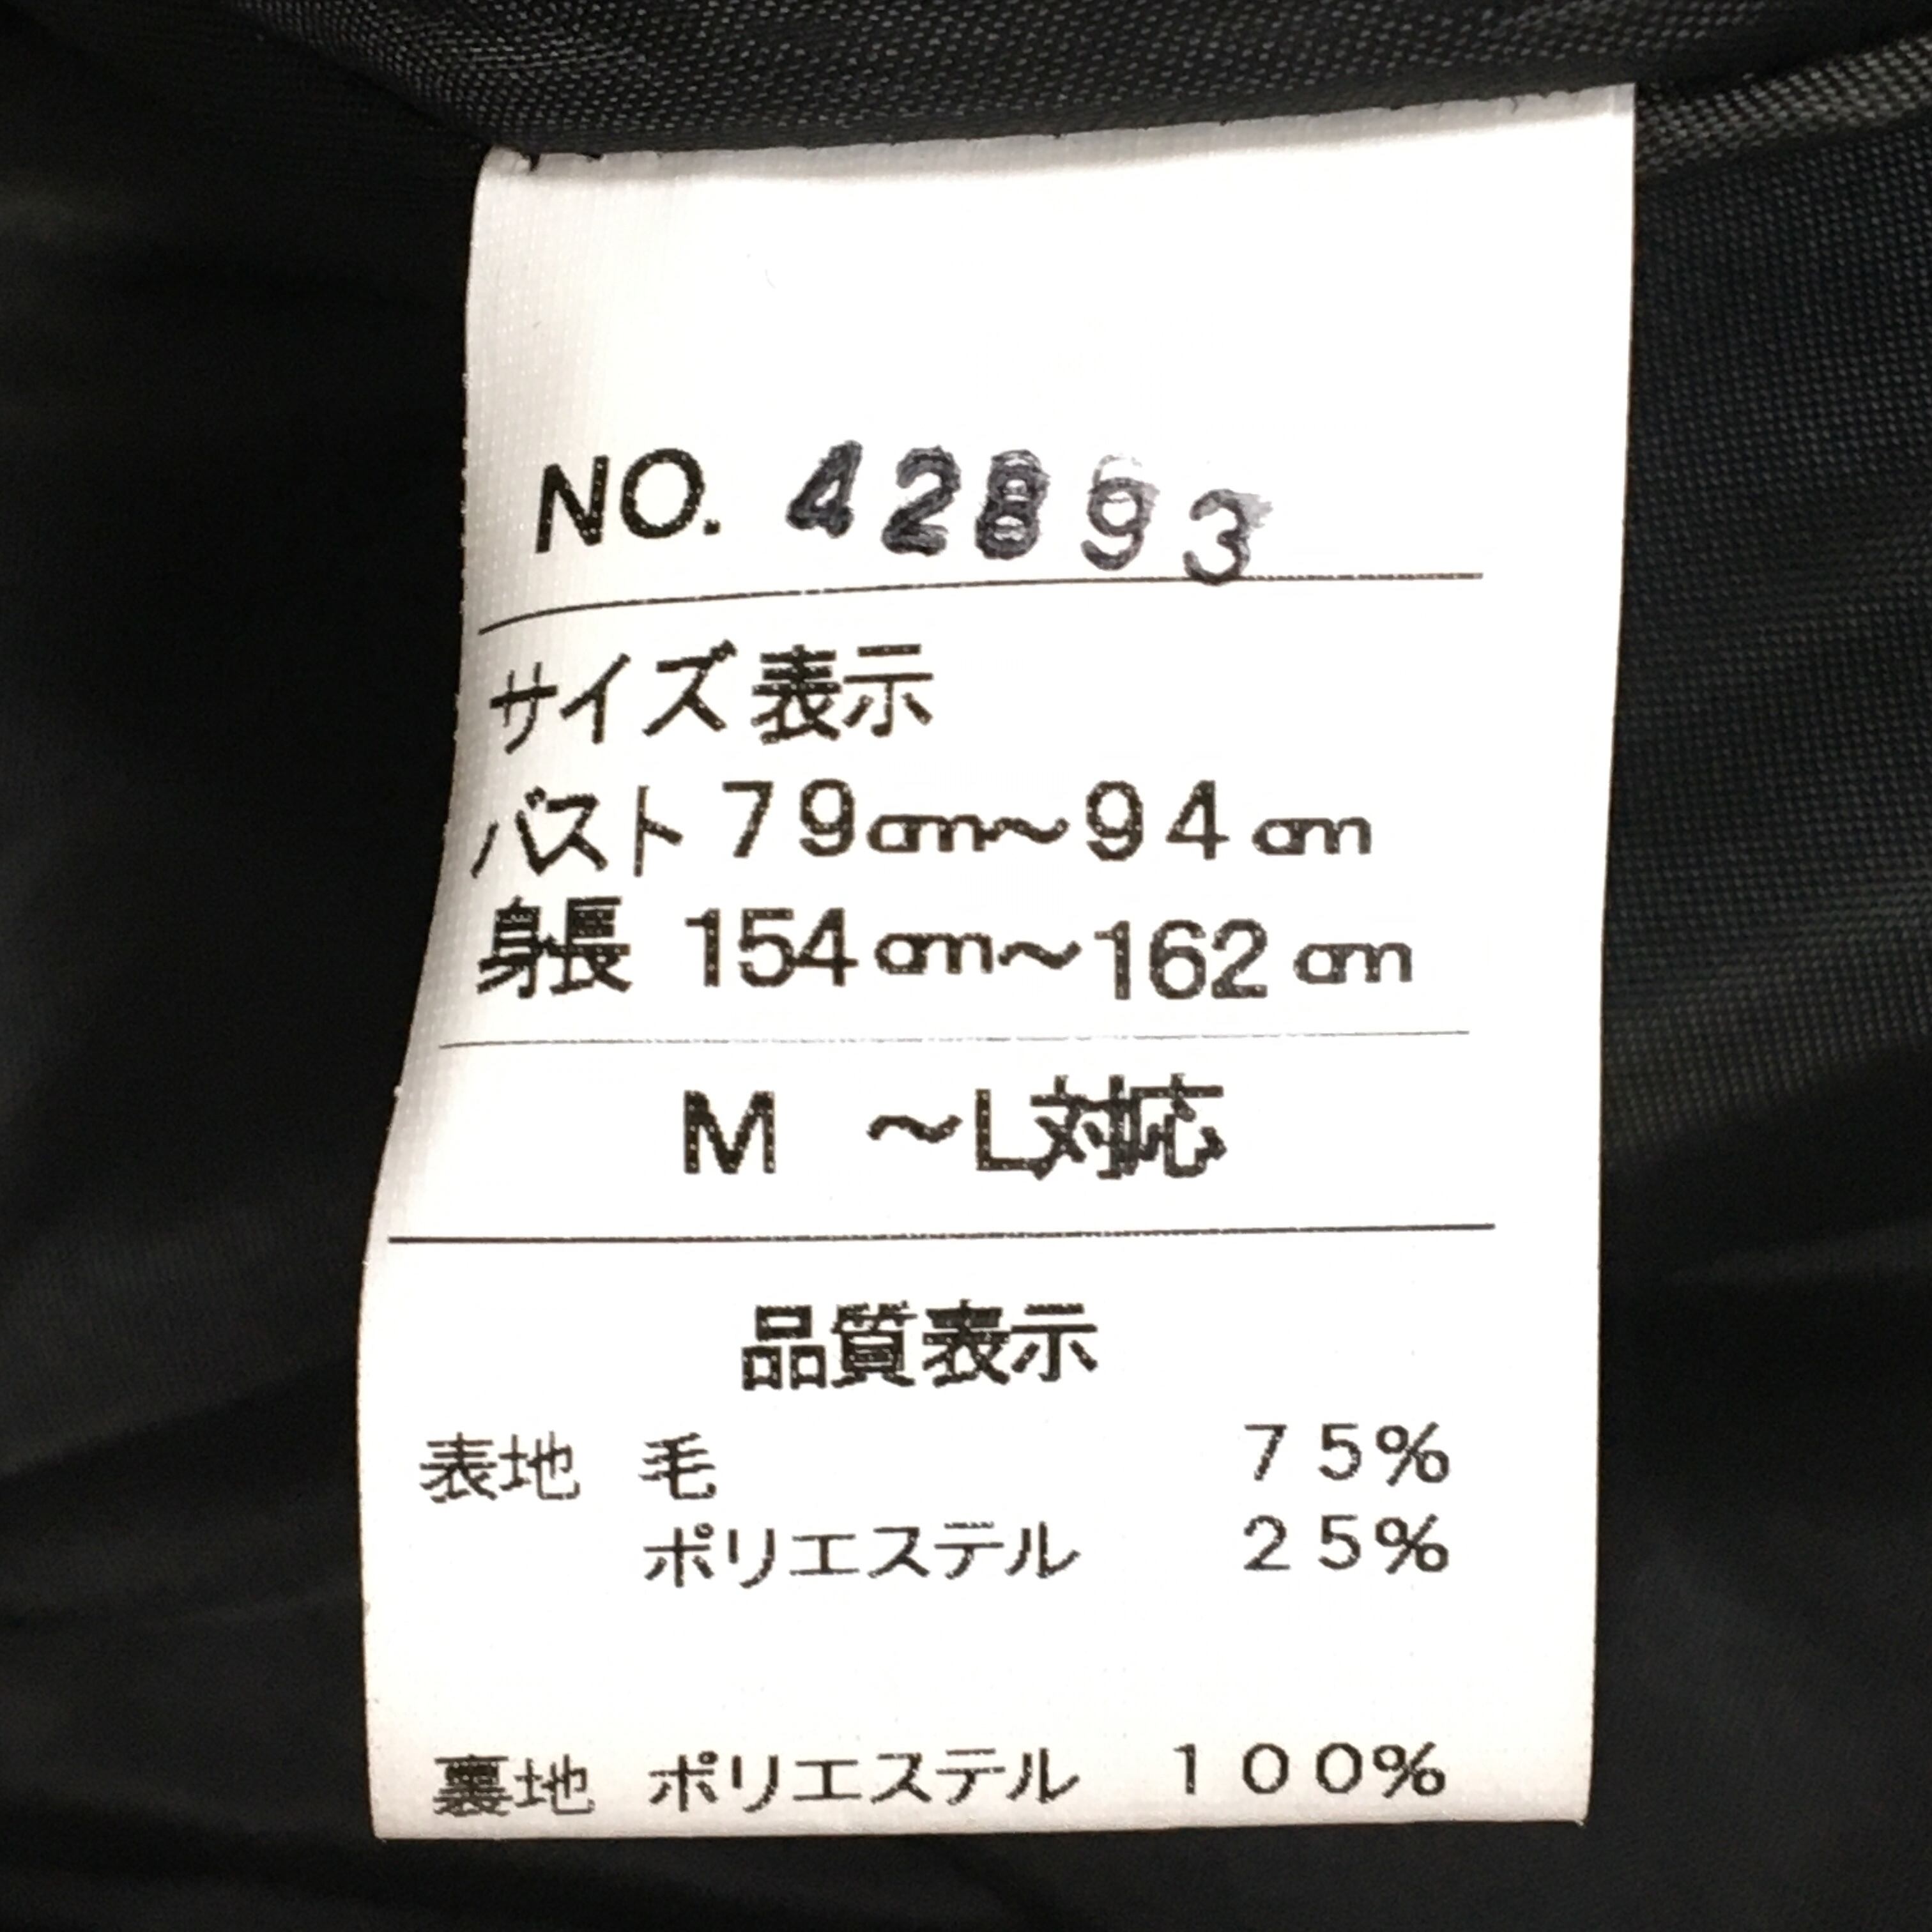 NO. 42893
サイズ表示
バスト79cm～94cm
身長 154cm～162cm
M ～L対応
品質表示
表地 毛 75%
ポリエステル 25%
裏地 ポリエステル 100%